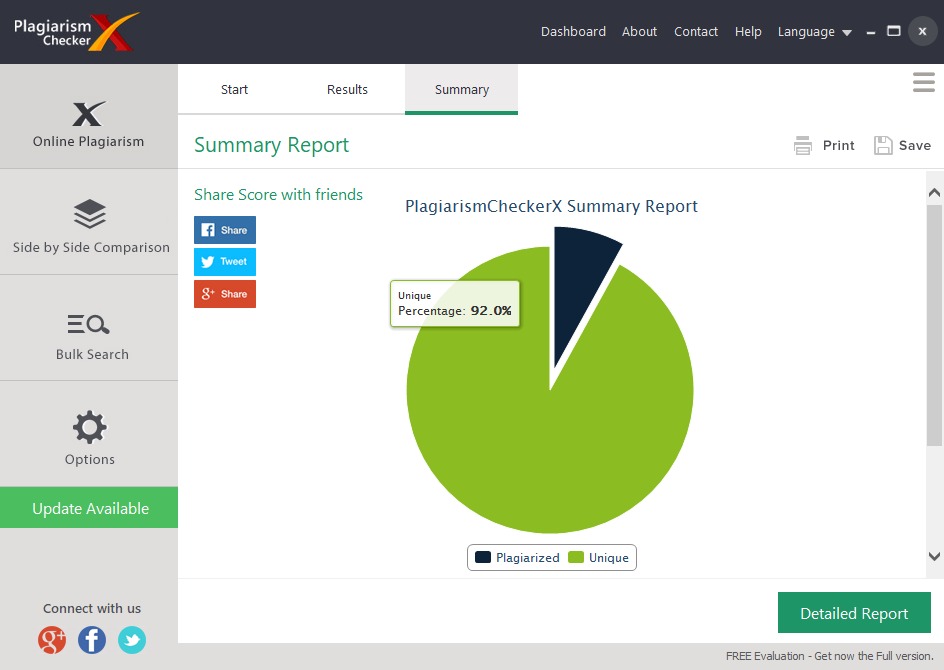 Plagiarism
Checker
Dashboard About Contact Help Language
x
Start Results Summary
Online Plagiarism
Side by Side Comparison
Bulk Search
Options
Update Available
Connect with us
g+ f
Summary Report
Print Save
Share Score with friends
f Share
Tweet
g+ Share
PlagiarismCheckerX Summary Report
Unique
Percentage: 92.0%
Plagiarized Unique
Detailed Report
FREE Evaluation - Get now the Full version.